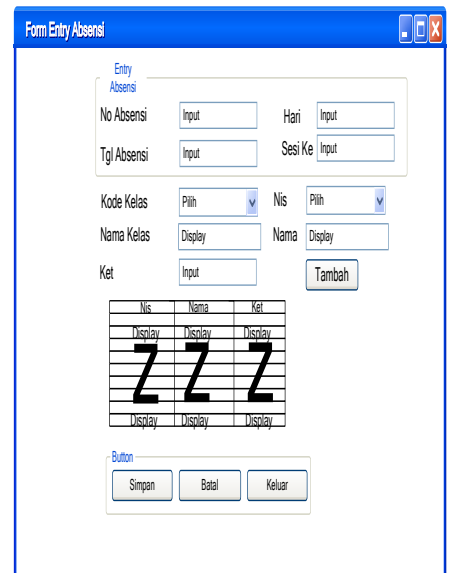 Form Entry Absensi
Entry
Absensi
No Absensi Input Hari Input
Tgl Absensi Input Sesi Ke Input
Kode Kelas Pilih Nis Pilih
Nama Kelas Display Nama Display
Ket Input Tambah
Nis Nama Ket
Display Display Display
Z Z Z
Display Display Display
Button
Simpan Batal Keluar